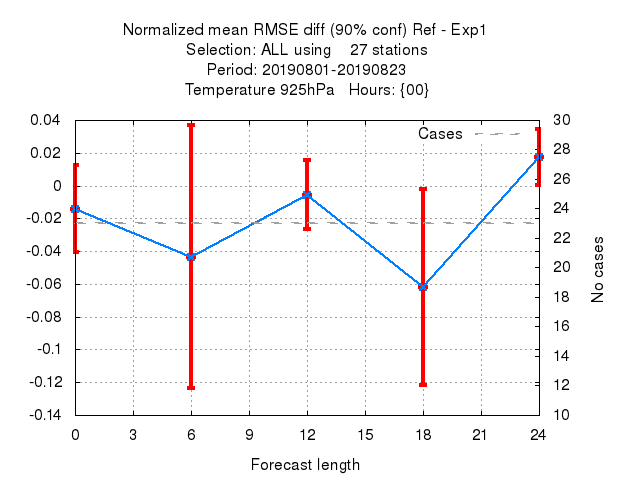 Normalized mean RMSE diff (90% conf) Ref - Exp1
Selection: ALL using    27 stations
Period: 20190801-20190823
Temperature 925hPa   Hours: {00}
Cases
0.04
0.02
0
-0.02
-0.04
-0.06
-0.08
-0.1
-0.12
-0.14
30
28
26
24
22
20
18
16
14
12
10
No cases
0 3 6 9 12 15 18 21 24
Forecast length